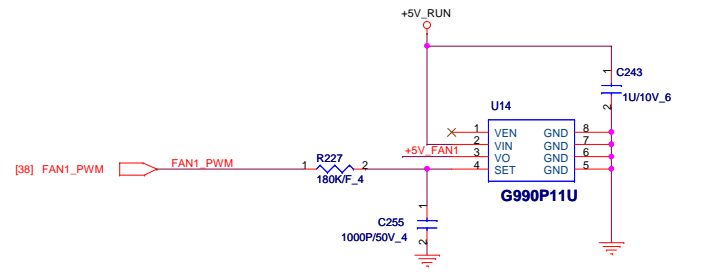 +5V_RUN
1
C243
1U/10V_6
2
U14
1 VEN GND 8
2 VIN GND 7
+5V_FAN1 3 VO GND 6
4 SET GND 5
G990P11U
[38] FAN1_PWM FAN1_PWM 1 R227 2
180K/F_4
1
C255
1000P/50V_4
2